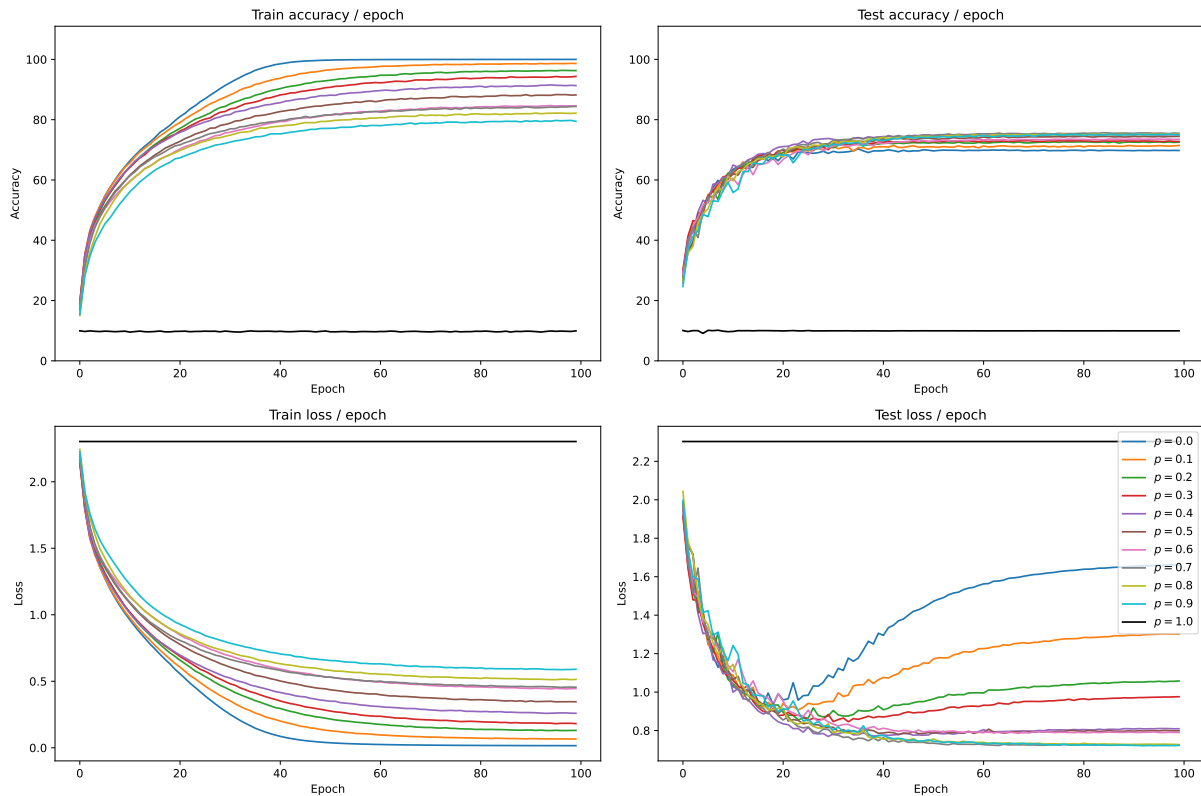 Train accuracy / epoch
Accuracy
0
20
40
60
80
100
0
20
40
60
80
100
Epoch
Test accuracy / epoch
Accuracy
0
20
40
60
80
100
0
20
40
60
80
100
Epoch
Train loss / epoch
Loss
0.0
0.5
1.0
1.5
2.0
0
20
40
60
80
100
Epoch
Test loss / epoch
Loss
0.8
1.0
1.2
1.4
1.6
1.8
2.0
2.2
0
20
40
60
80
100
Epoch
p = 0.0
p = 0.1
p = 0.2
p = 0.3
p = 0.4
p = 0.5
p = 0.6
p = 0.7
p = 0.8
p = 0.9
p = 1.0